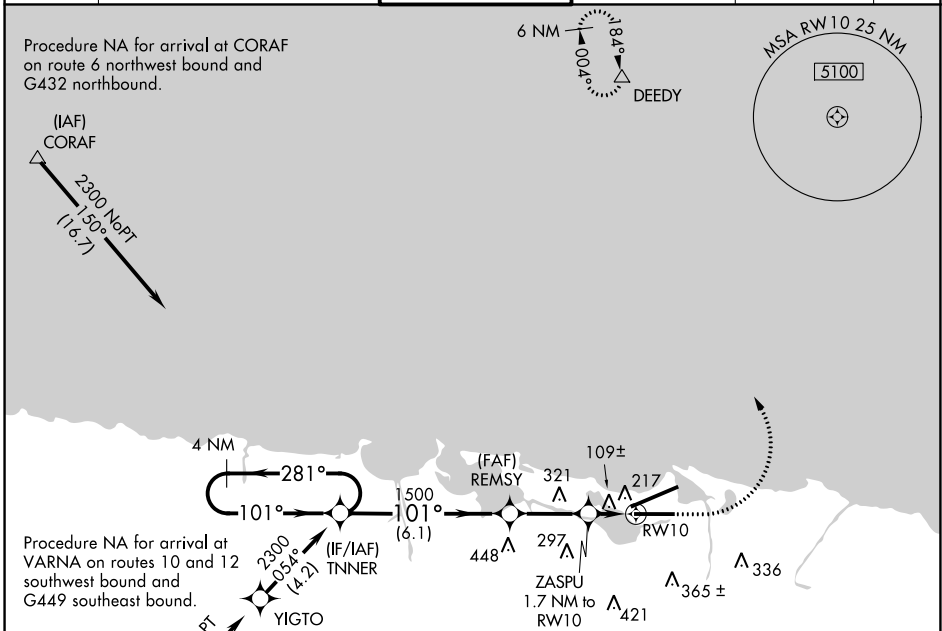 Procedure NA for arrival at CORAF
on route 6 northwest bound and
G432 northbound.
6 NM
184°
004°
DEEDY
MSA RW10 25 NM
5100
(IAF)
CORAF
2300 NoPT
150°
(16.7)
4 NM
281°
101°
(IF/IAF)
TNNER
1500
101°
(6.1)
(FAF)
REMSY
321
109±
217
RW10
448
297
ZASPU
1.7 NM to
RW10
421
365 ±
336
Procedure NA for arrival at
VARNA on routes 10 and 12
southwest bound and
G449 southeast bound.
2300
054°
(4.2)
YIGTO
PT